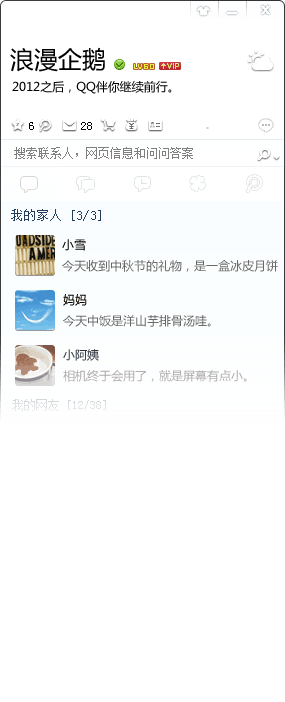 浪漫企鹅 LV60 VIP
2012之后，QQ伴你继续前行。
6 28
搜索联系人，网页信息和问问答案
我的家人 [3/3]
小雪
今天收到中秋节的礼物，是一盒冰皮月饼
妈妈
今天中饭是洋山芋排骨汤哇。
小阿姨
相机终于会用了，就是屏幕有点小。
我的网友 [12/38]